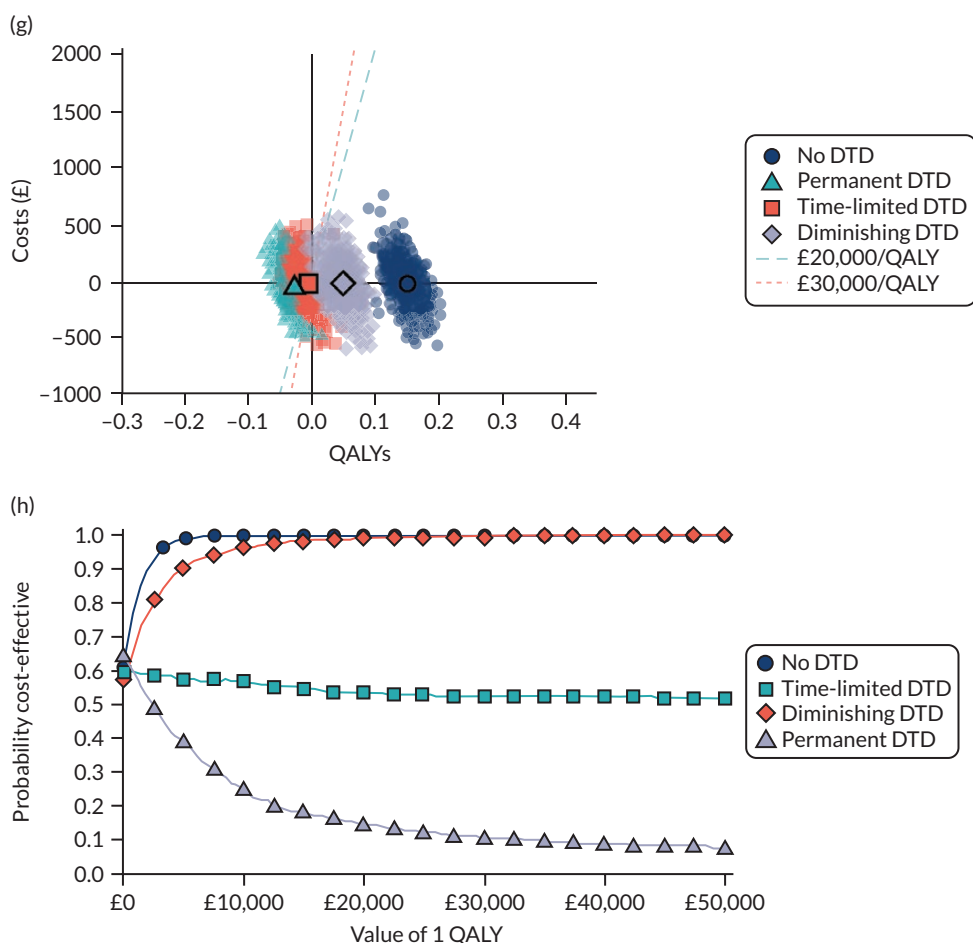 (g)
2000
1500
1000
500
0
−500
−1000
Costs (£)
−0.3
−0.2
−0.1
0.0
0.1
0.2
0.3
0.4
QALYs
No DTD
Permanent DTD
Time-limited DTD
Diminishing DTD
£20,000/QALY
£30,000/QALY
(h)
1.0
0.9
0.8
0.7
0.6
0.5
0.4
0.3
0.2
0.1
0.0
Probability cost-effective
£0
£10,000
£20,000
£30,000
£40,000
£50,000
Value of 1 QALY
No DTD
Time-limited DTD
Diminishing DTD
Permanent DTD